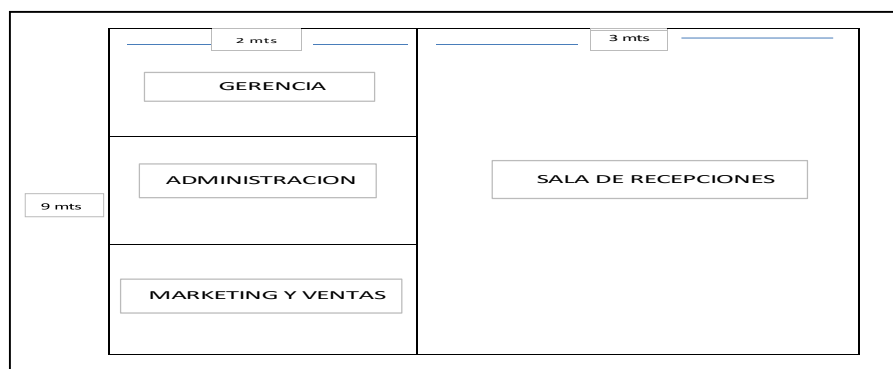 2 mts
3 mts
GERENCIA
ADMINISTRACION
SALA DE RECEPCIONES
9 mts
MARKETING Y VENTAS